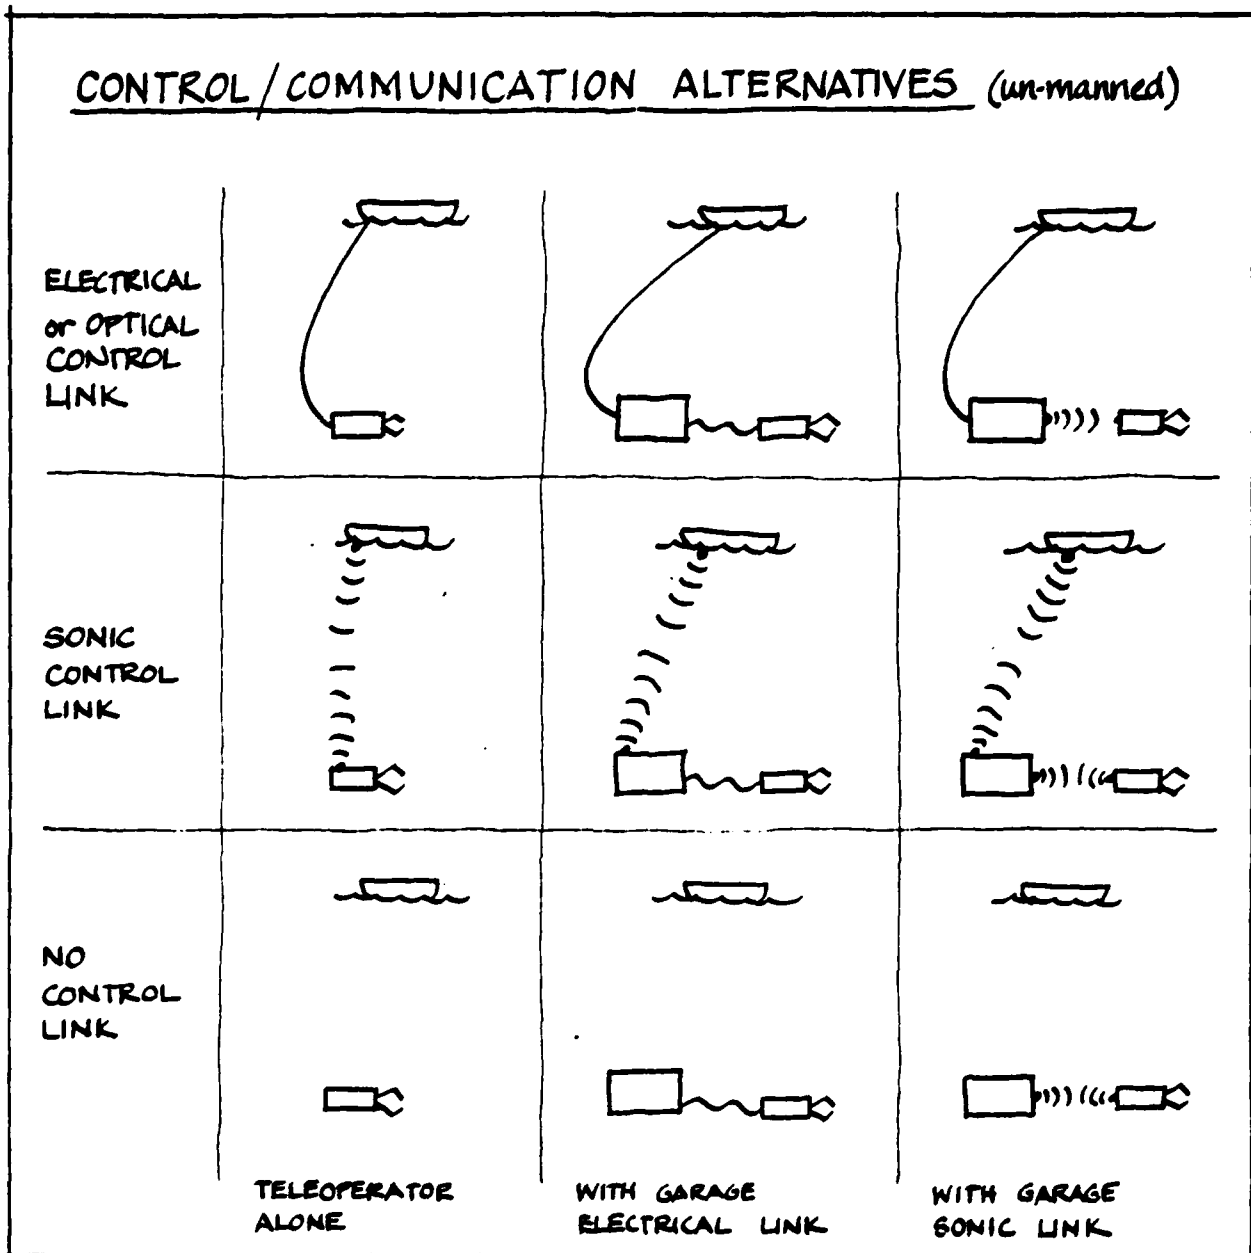 CONTROL/COMMUNICATION ALTERNATIVES (un-manned)
ELECTRICAL
or OPTICAL
CONTROL
LINK
SONIC
CONTROL
LINK
NO
CONTROL
LINK
TELEOPERATOR
ALONE
WITH GARAGE
ELECTRICAL LINK
WITH GARAGE
SONIC LINK